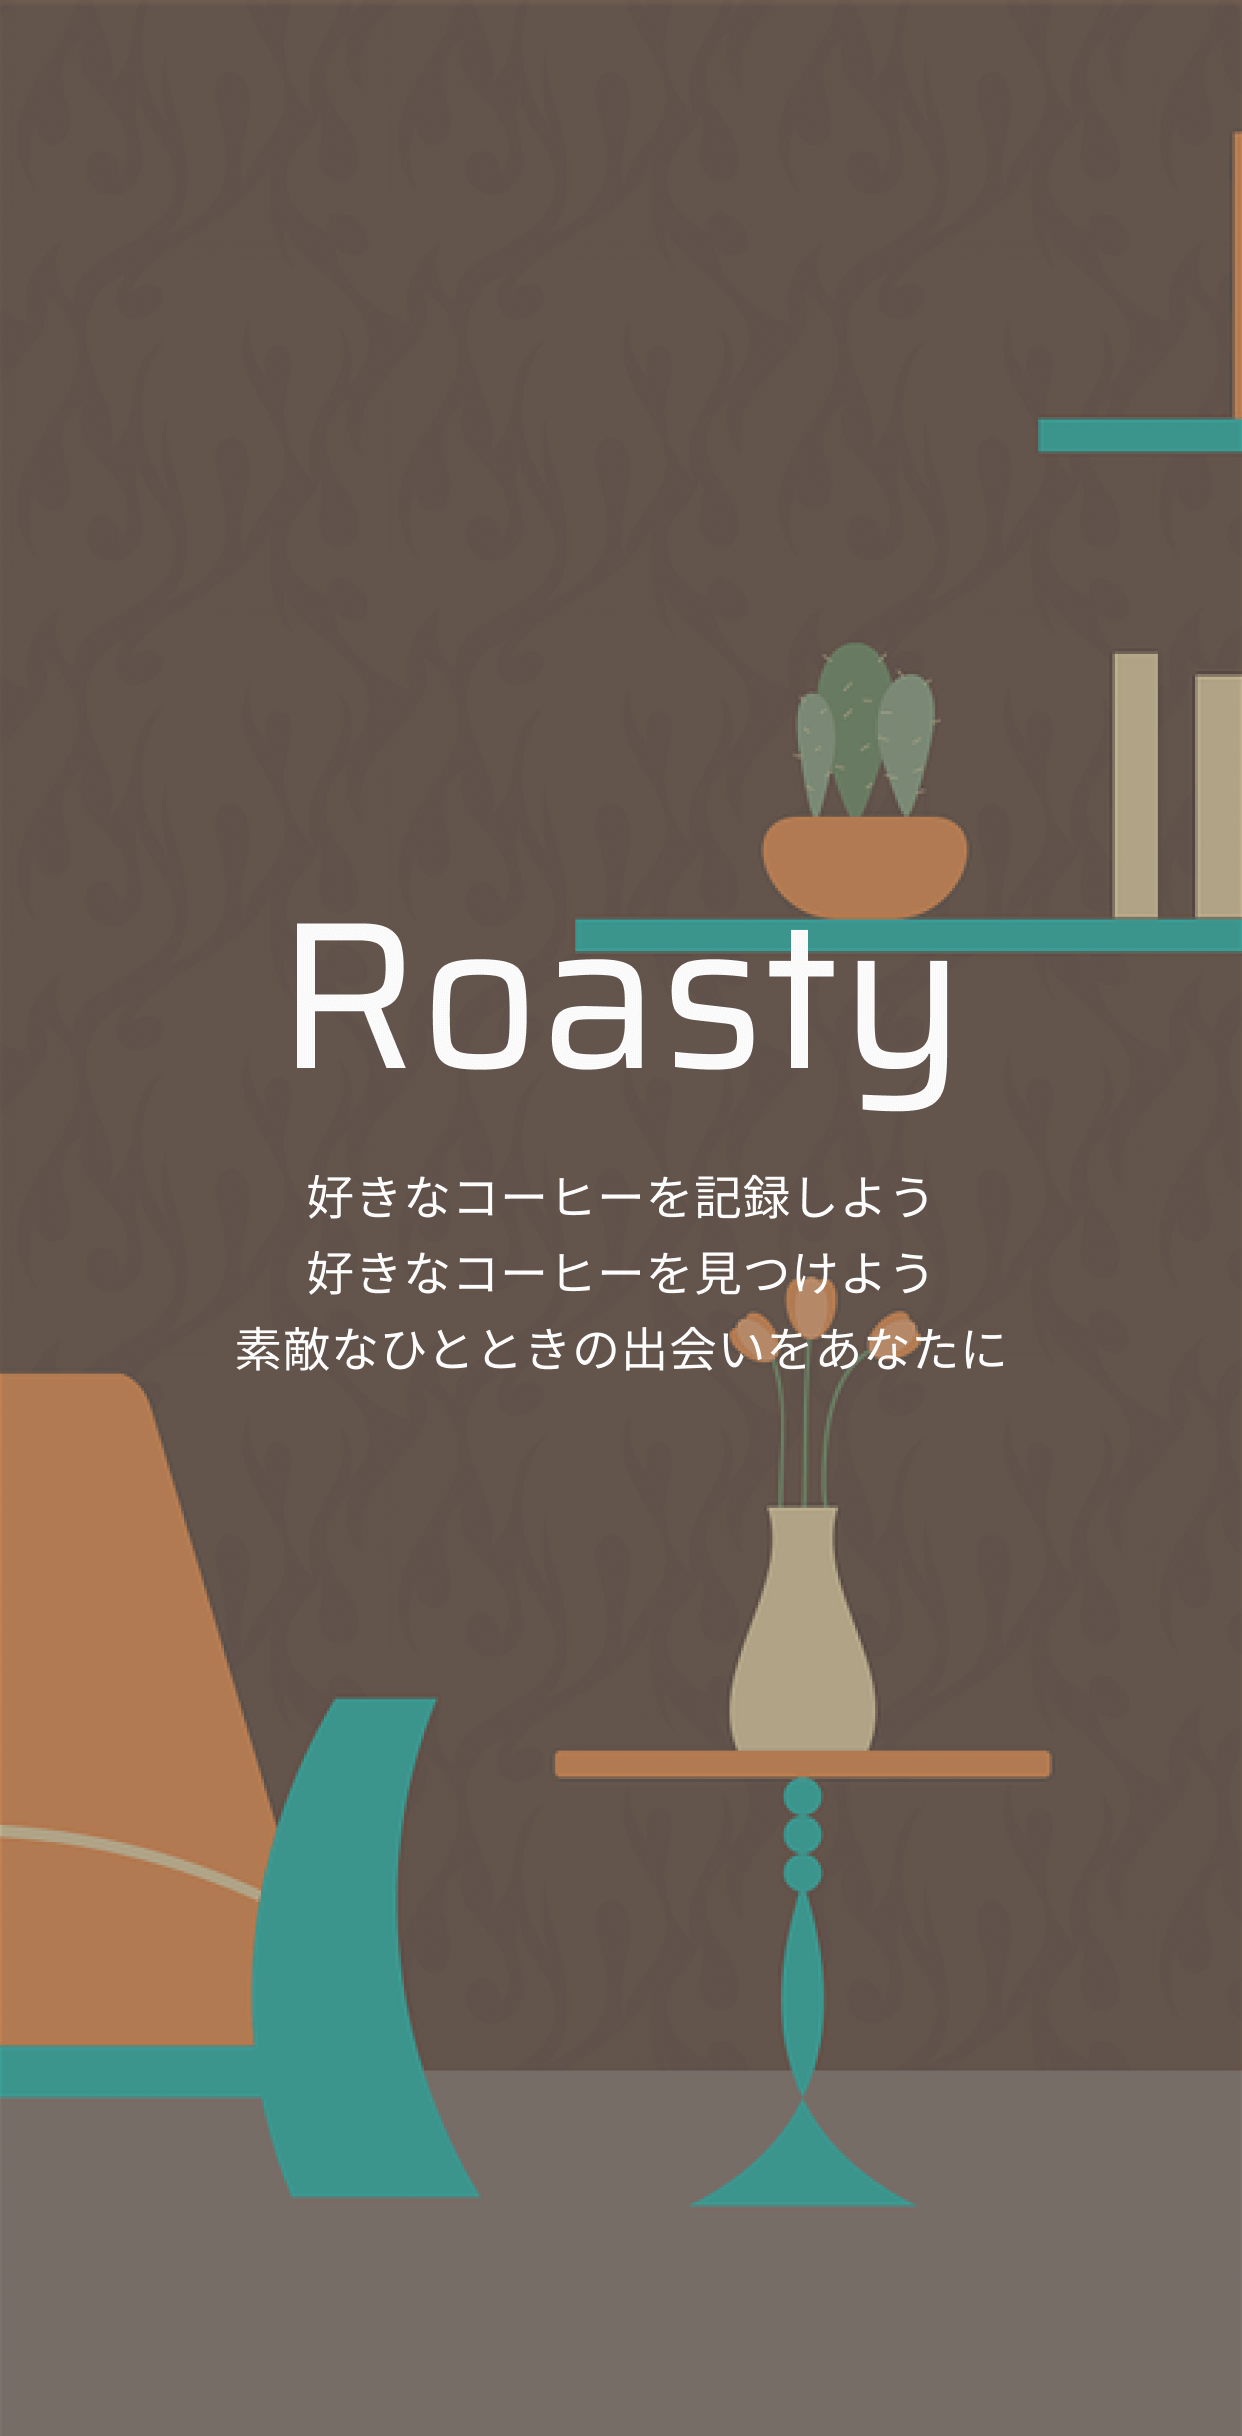 Roasty
好きなコーヒーを記録しよう
好きなコーヒーを見つけよう
素敵なひとときの出会いをあなたに